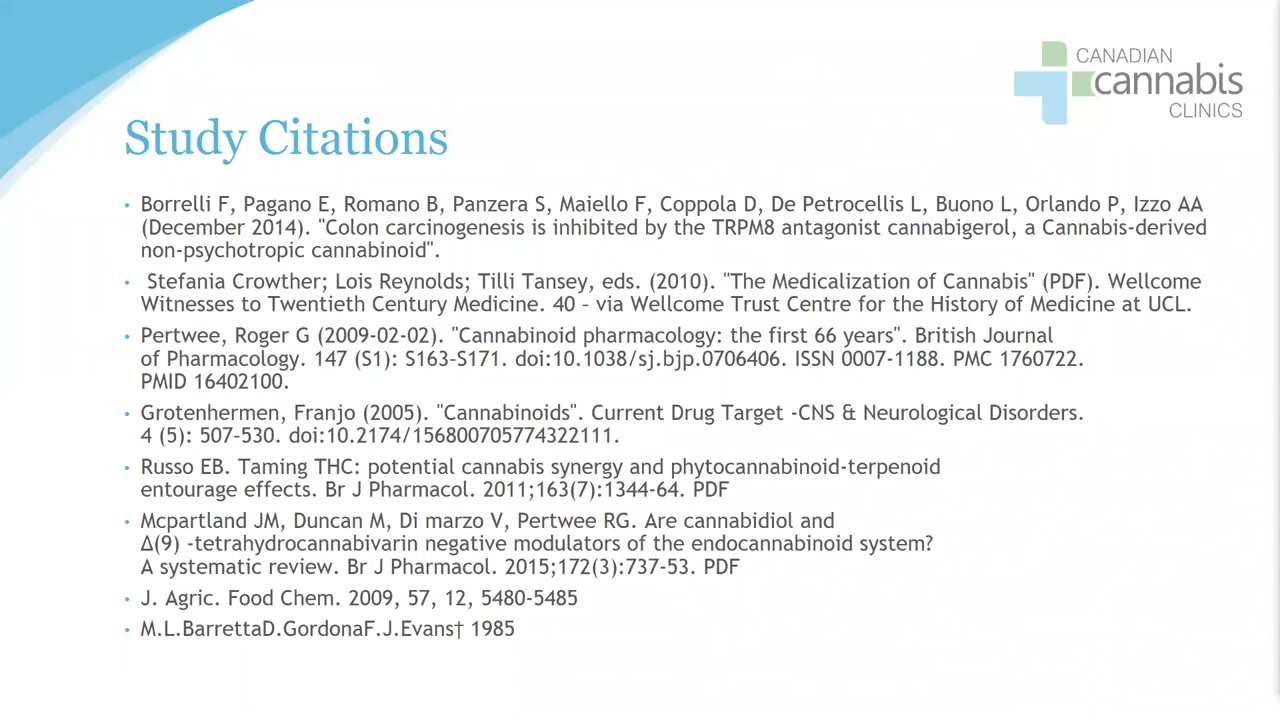 CANADIAN
cannabis
CLINICS
Study Citations
• Borrelli F, Pagano E, Romano B, Panzera S, Maiello F, Coppola D, De Petrocellis L, Buono L, Orlando P, Izzo AA
(December 2014). "Colon carcinogenesis is inhibited by the TRPM8 antagonist cannabigerol, a Cannabis-derived
non-psychotropic cannabinoid".
• Stefania Crowther; Lois Reynolds; Tilli Tansey, eds. (2010). "The Medicalization of Cannabis" (PDF). Wellcome
Witnesses to Twentieth Century Medicine. 40 – via Wellcome Trust Centre for the History of Medicine at UCL.
• Pertwee, Roger G (2009-02-02). "Cannabinoid pharmacology: the first 66 years". British Journal
of Pharmacology. 147 (S1): S163–S171. doi:10.1038/sj.bjp.0706406. ISSN 0007-1188. PMC 1760722.
PMID 16402100.
• Grotenhermen, Franjo (2005). "Cannabinoids". Current Drug Target -CNS & Neurological Disorders.
4 (5): 507–530. doi:10.2174/156800705774322111.
• Russo EB. Taming THC: potential cannabis synergy and phytocannabinoid-terpenoid
entourage effects. Br J Pharmacol. 2011;163(7):1344-64. PDF
• Mcpartland JM, Duncan M, Di marzo V, Pertwee RG. Are cannabidiol and
Δ(9) -tetrahydrocannabivarin negative modulators of the endocannabinoid system?
A systematic review. Br J Pharmacol. 2015;172(3):737-53. PDF
• J. Agric. Food Chem. 2009, 57, 12, 5480-5485
• M.L.BarrettaD.GordonaF.J.Evans† 1985